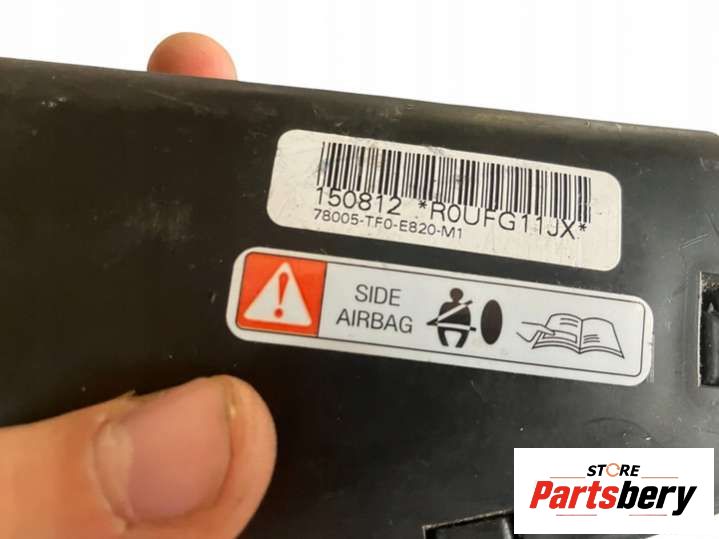 150812 *R0UFG11JX*
78005-TF0-E820-M1
SIDE
AIRBAG
STORE
Partsbery